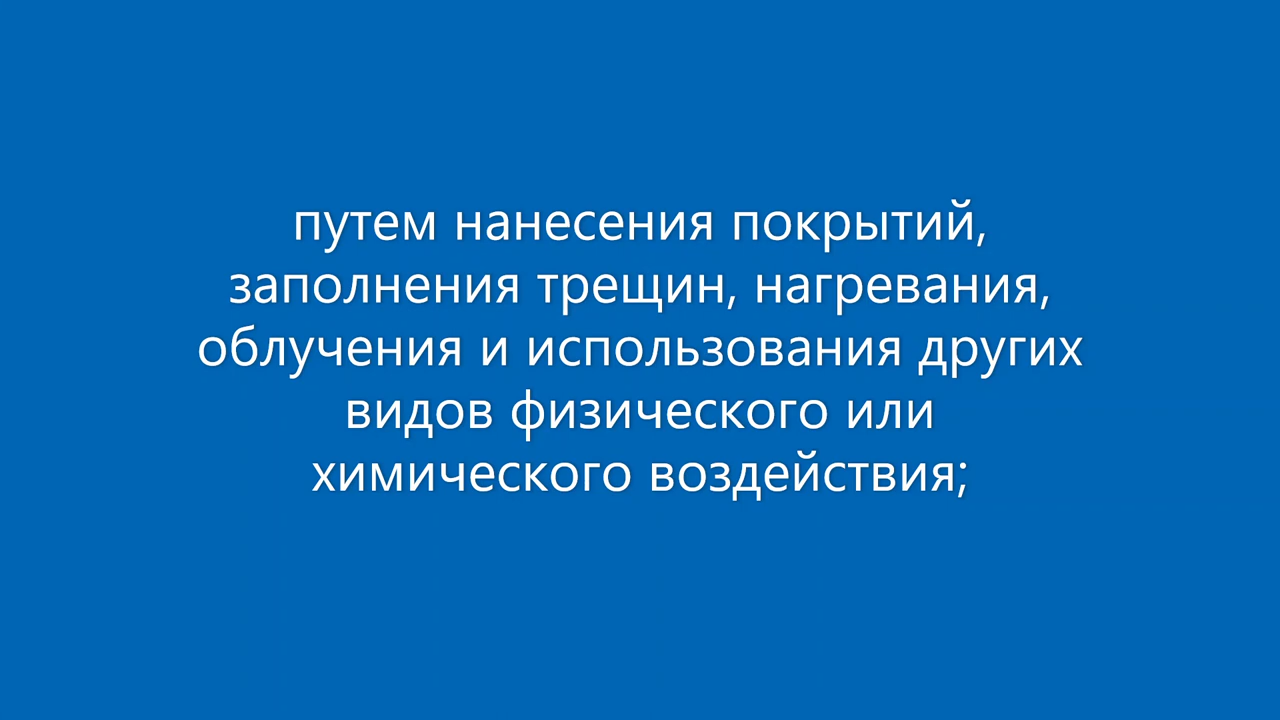 путем нанесения покрытий,
заполнения трещин, нагревания,
облучения и использования других
видов физического или
химического воздействия;